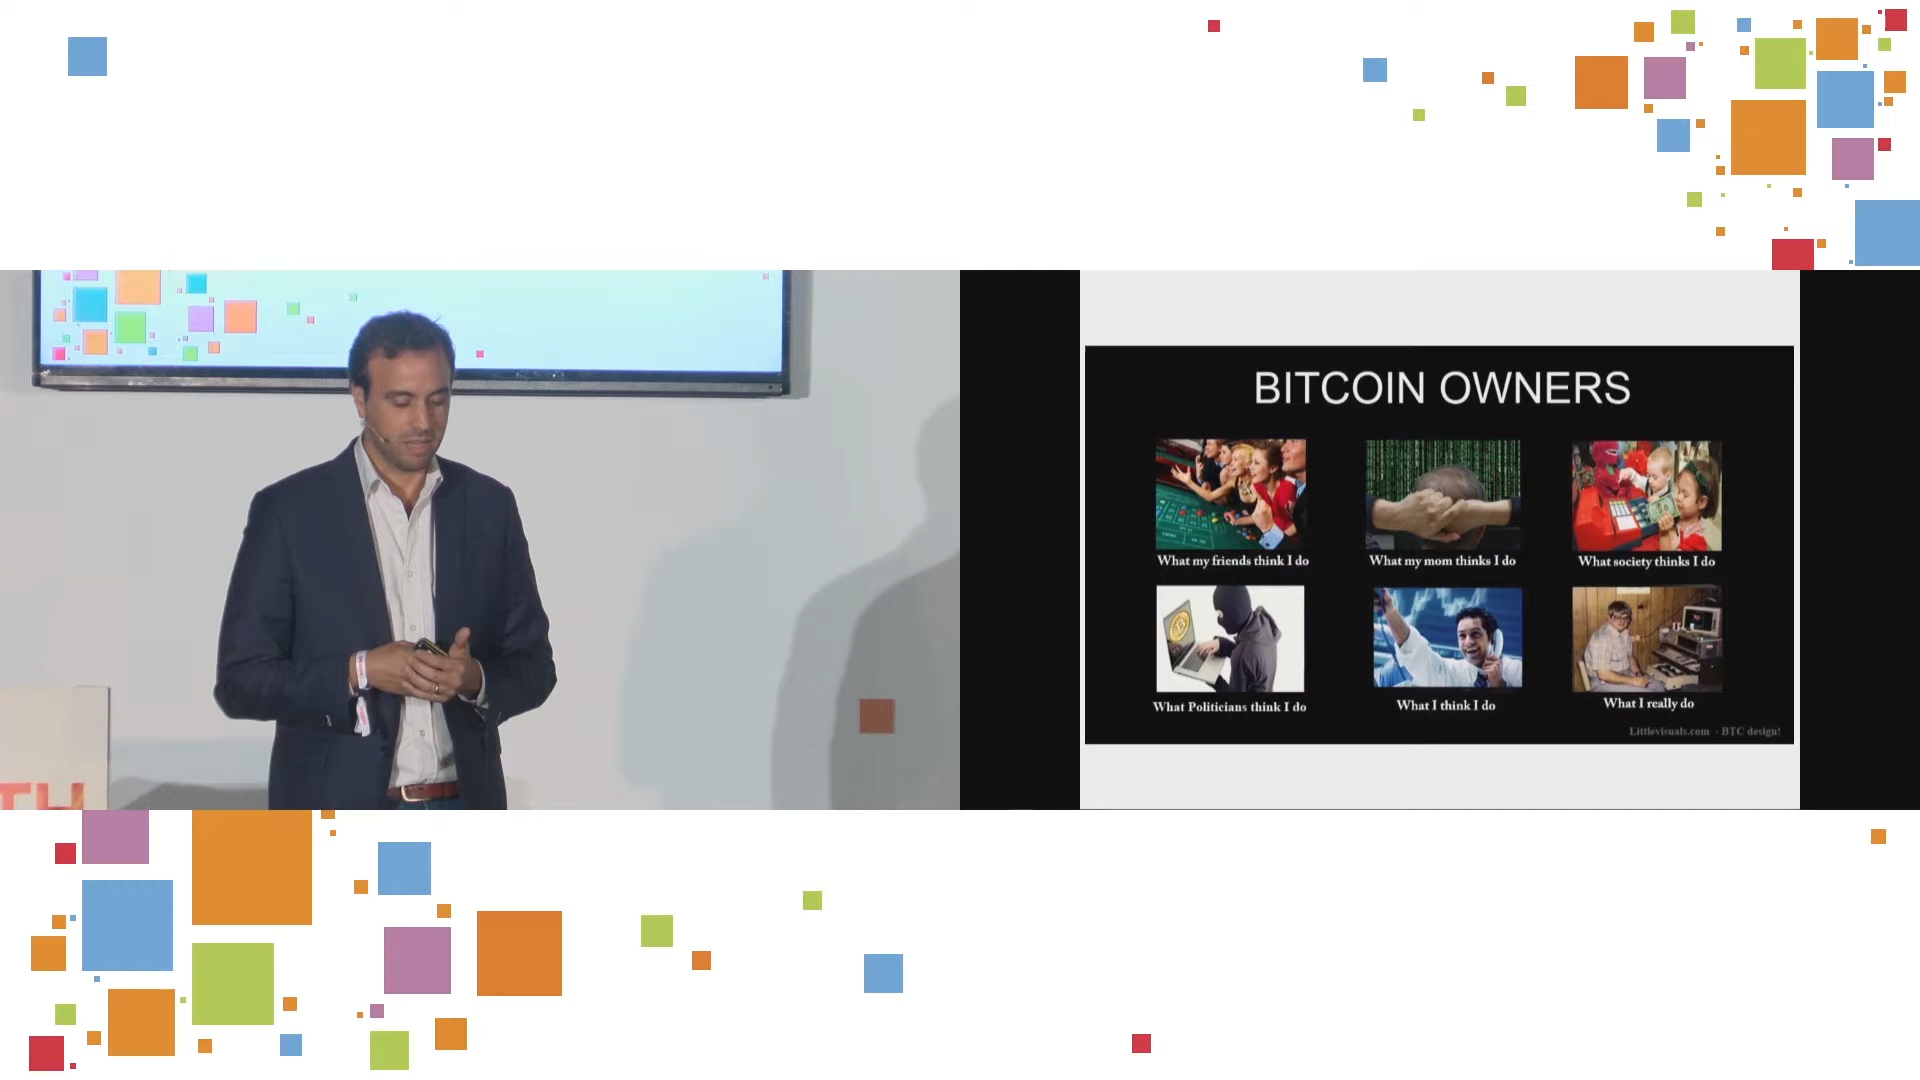 BITCOIN OWNERS
What my friends think I do
What my mom thinks I do
What society thinks I do
What Politicians think I do
What I think I do
What I really do
Littlevisuals.com - BTC design!
TH